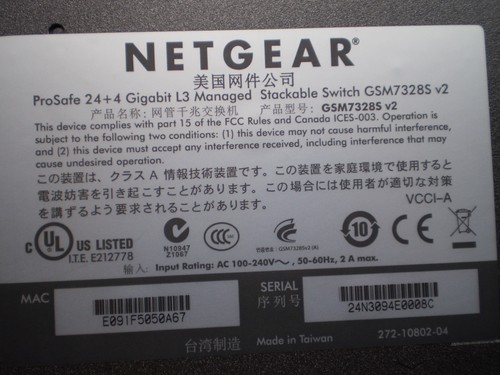 NETGEAR®
美国网件公司
ProSafe 24+4 Gigabit L3 Managed Stackable Switch GSM7328S v2
产品名称: 网管千兆交换机 产品型号: GSM7328S v2
This device complies with part 15 of the FCC Rules and Canada ICES-003. Operation is
subject to the following two conditions: (1) this device may not cause harmful interference,
and (2) this device must accept any interference received, including interference that may
cause undesired operation.
この装置は、クラス A 情報技術装置です。この装置を家庭環境で使用すると
電波妨害を引き起こすことがあります。この場合には使用者が適切な対策
を講ずるよう要求されることがあります。
VCCI-A
C UL US LISTED
I.T.E. E212778
N10947
Z1067
CCC
GSM7328Sv2 (A)
10
CE
输入 Input Rating: AC 100-240V～, 50-60Hz, 2 A max.
MAC
E091F5050A67
SERIAL
序列号
24N3094E0008C
台湾制造
Made in Taiwan
272-10802-04